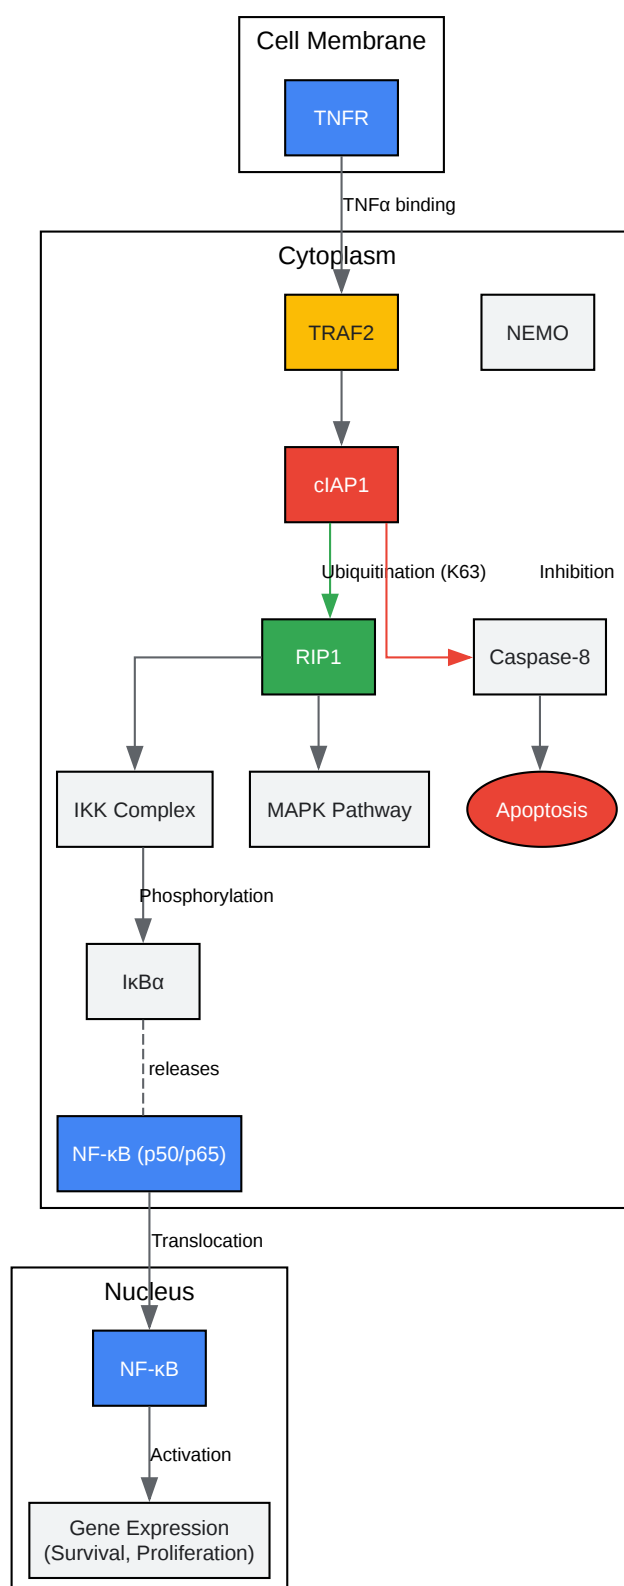 Cell Membrane
TNFR
TNFα binding
Cytoplasm
TRAF2
NEMO
cIAP1
Ubiquitination (K63)
Inhibition
RIP1
Caspase-8
IKK Complex
MAPK Pathway
Apoptosis
Phosphorylation
IκBα
releases
NF-κB (p50/p65)
Translocation
Nucleus
NF-κB
Activation
Gene Expression
(Survival, Proliferation)